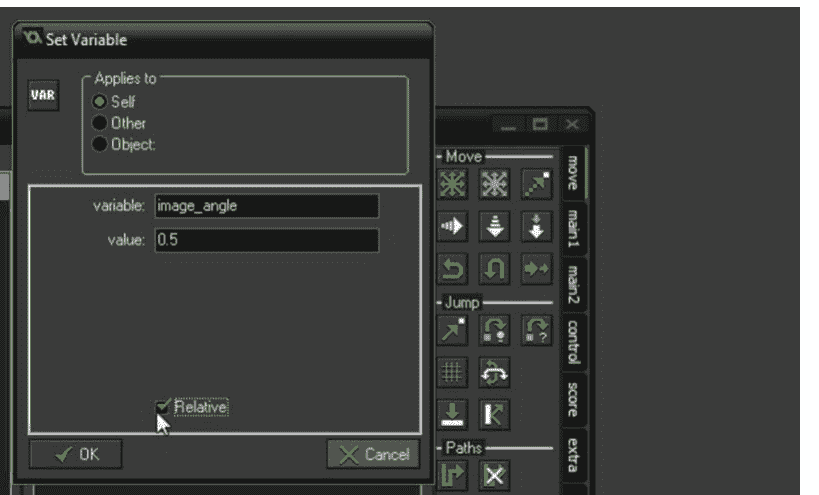 Set Variable
VAR
Applies to
Self
Other
Object:
variable: image_angle
value: 0.5
Relative
OK
Cancel
Move
Jump
Paths
move
main1
main2
control
score
extra